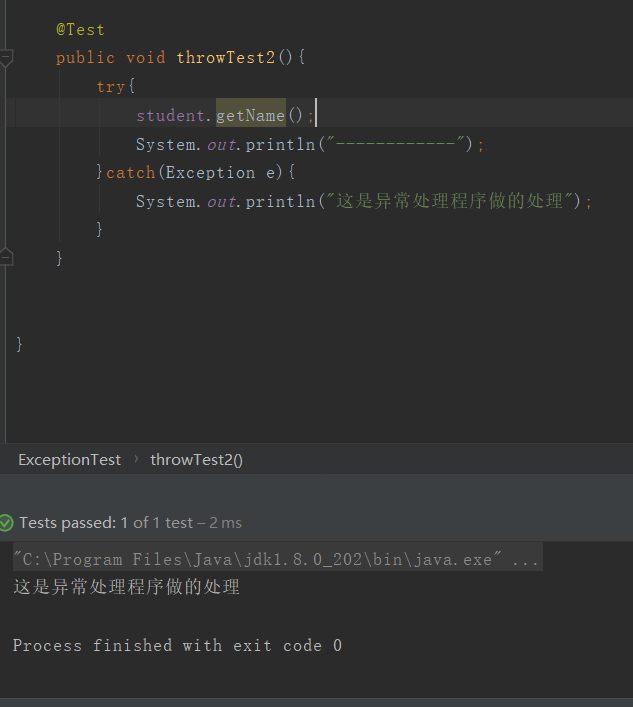 @Test
public void throwTest2(){
try{
student.getName();
System.out.println("------------");
}catch(Exception e){
System.out.println("这是异常处理程序做的处理");
}
}
}
ExceptionTest › throwTest2()
Tests passed: 1 of 1 test – 2 ms
"C:\Program Files\Java\jdk1.8.0_202\bin\java.exe" ...
这是异常处理程序做的处理
Process finished with exit code 0